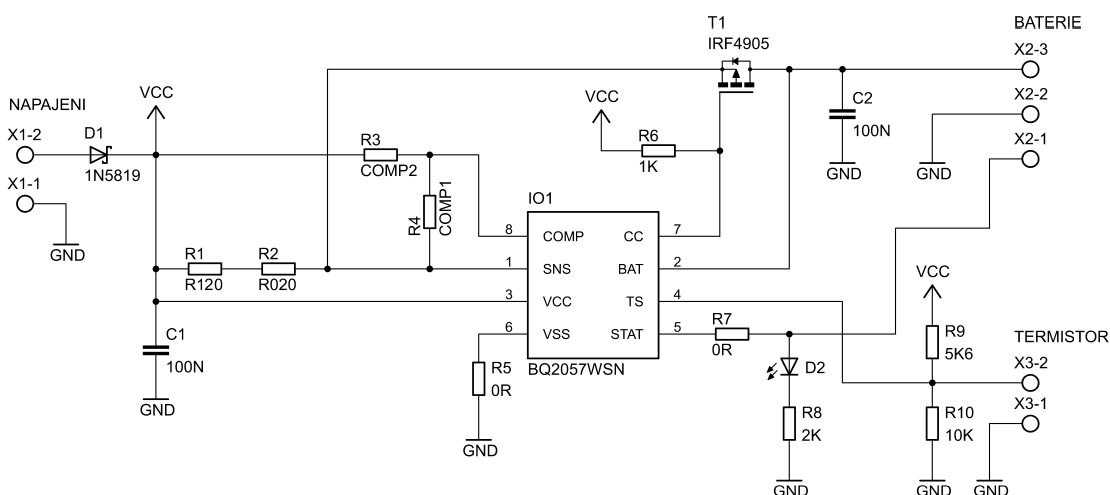 T1
IRF4905
BATERIE
X2-3
X2-2
X2-1
NAPAJENI
X1-2
X1-1
GND
D1
1N5819
VCC
R3
COMP2
R4
COMP1
VCC
R6
1K
C2
100N
GND
GND
IO1
8
COMP
CC
7
1
SNS
BAT
2
3
VCC
TS
4
6
VSS
STAT
5
BQ2057WSN
R1
R120
R2
R020
C1
100N
GND
R5
0R
GND
R7
0R
D2
R8
2K
GND
VCC
R9
5K6
R10
10K
GND
TERMISTOR
X3-2
X3-1
GND